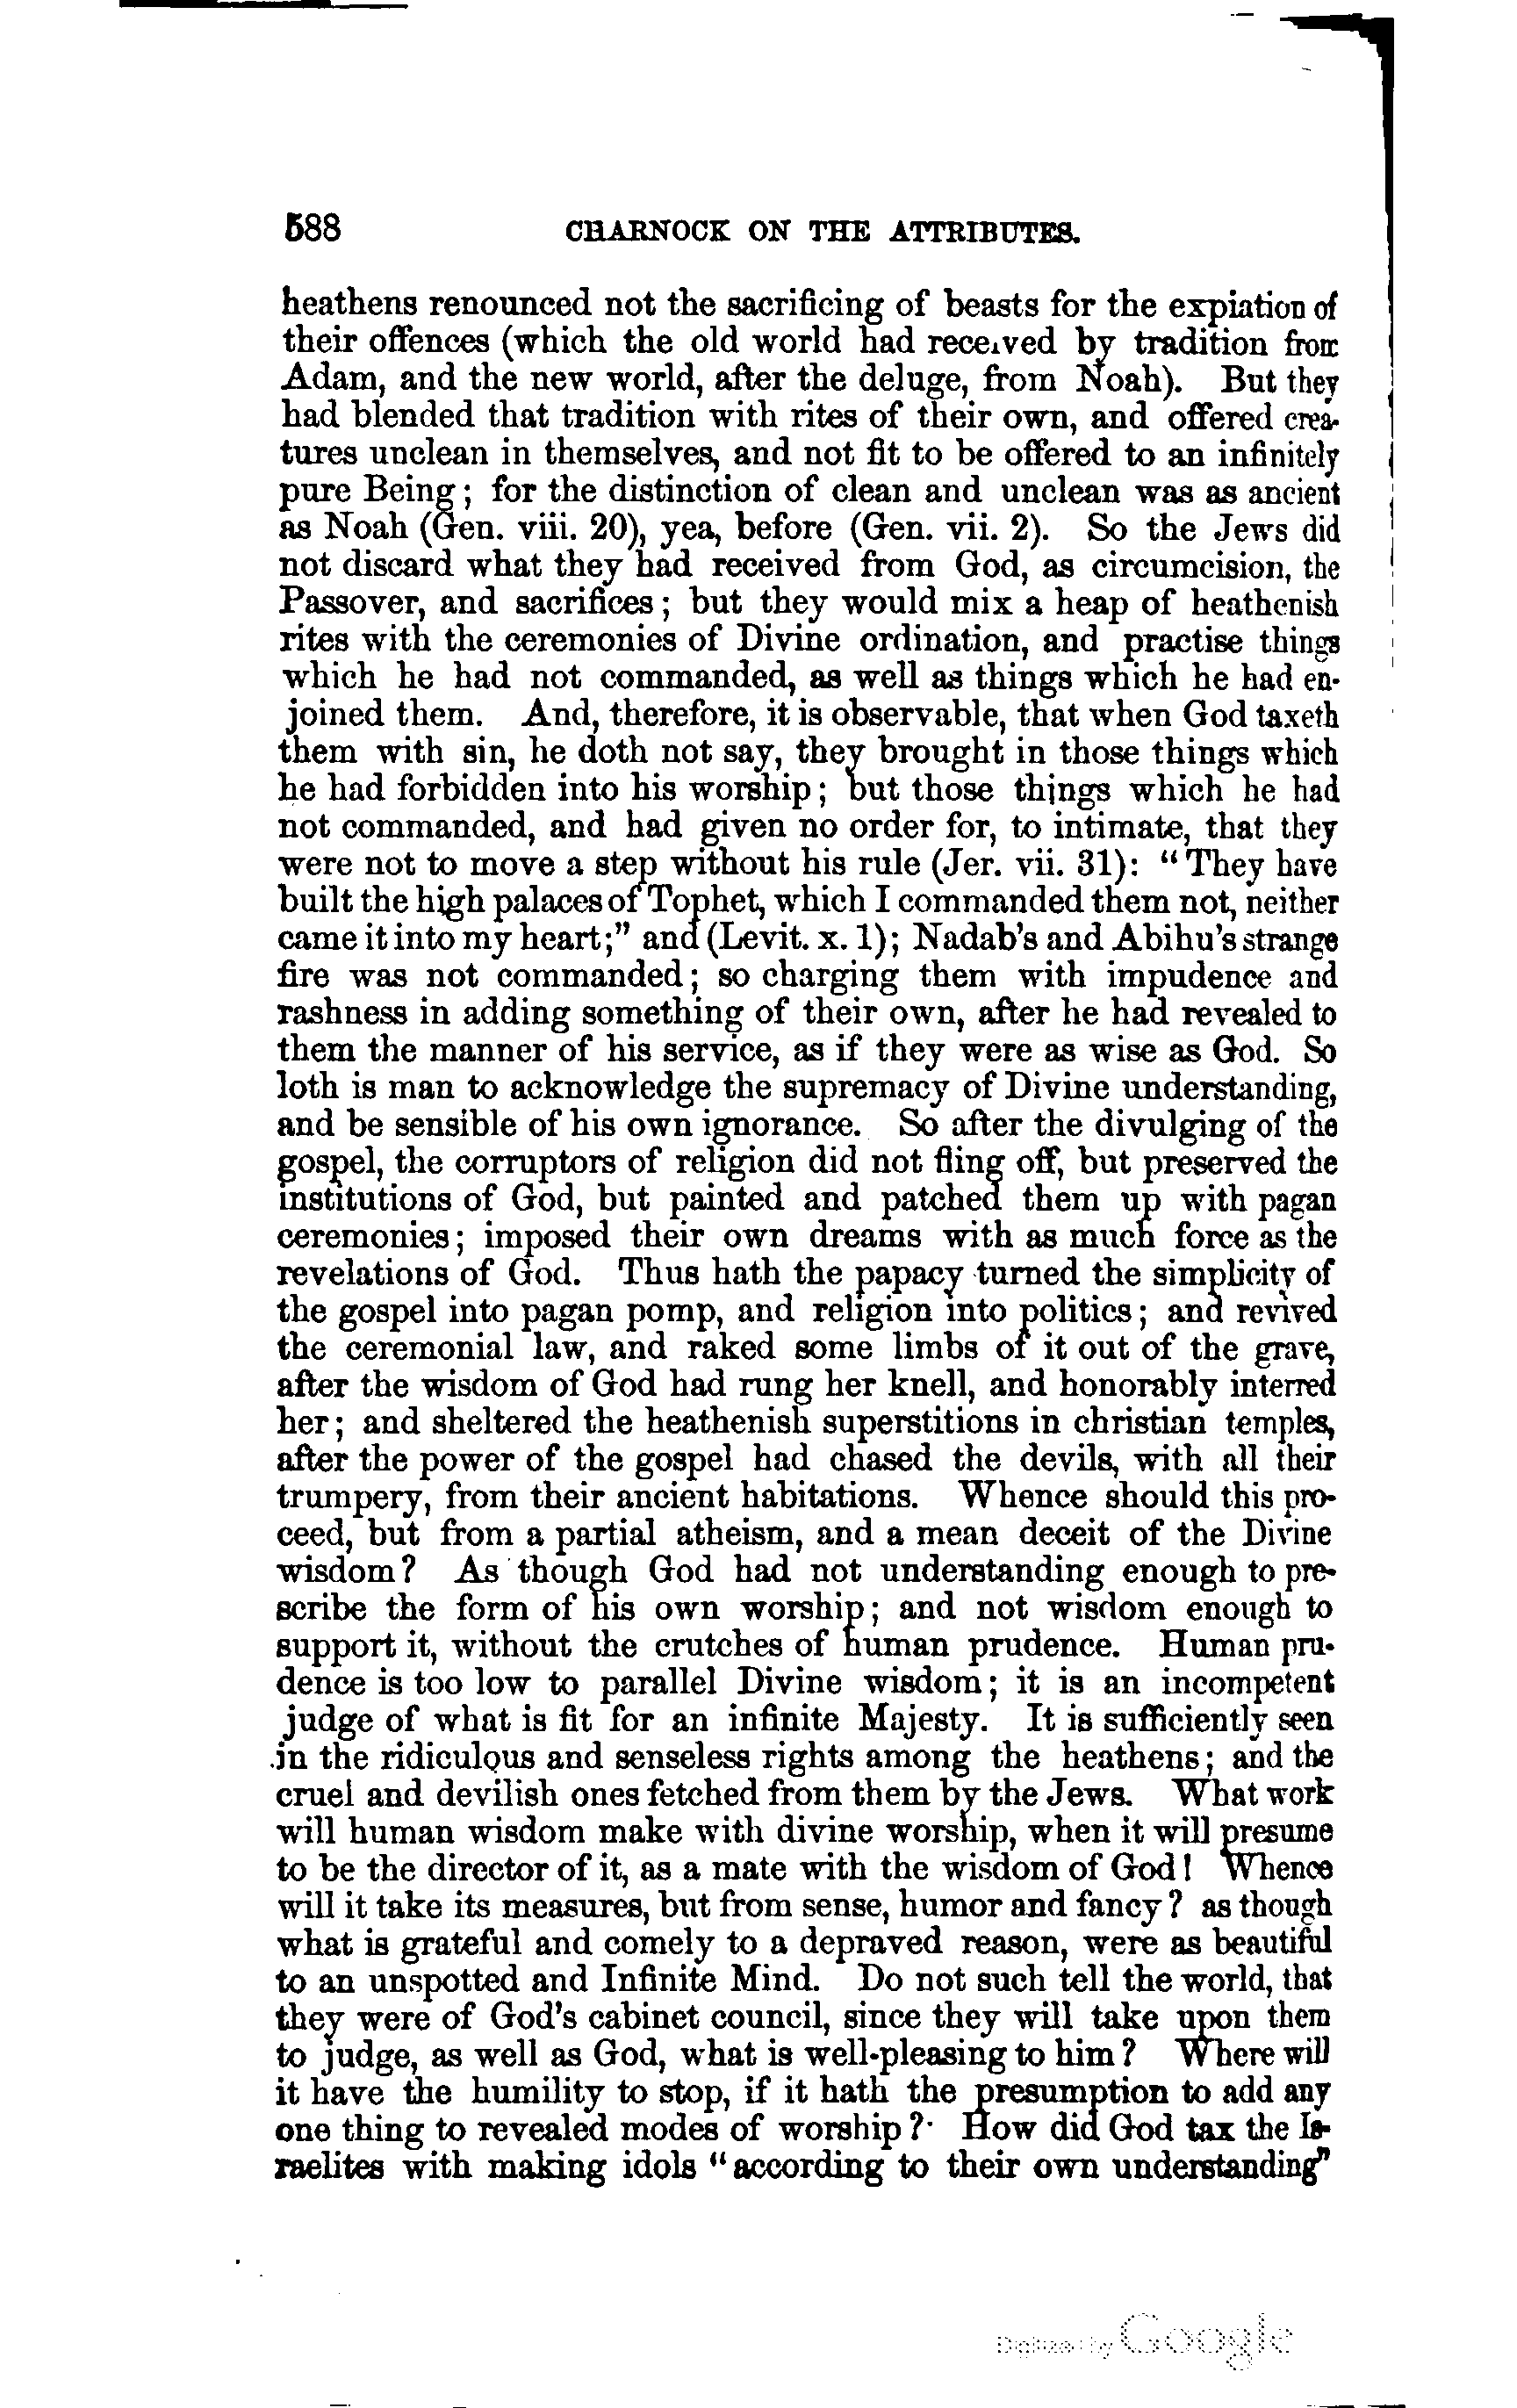 588 CHARNOCK ON THE ATTRIBUTES.
heathens renounced not the sacrificing of beasts for the expiation of
their offences (which the old world had received by tradition from
Adam, and the new world, after the deluge, from Noah). But they
had blended that tradition with rites of their own, and offered crea-
tures unclean in themselves, and not fit to be offered to an infinitely
pure Being; for the distinction of clean and unclean was as ancient
as Noah (Gen. viii. 20), yea, before (Gen. vii. 2). So the Jews did
not discard what they had received from God, as circumcision, the
Passover, and sacrifices; but they would mix a heap of heathenish
rites with the ceremonies of Divine ordination, and practise things
which he had not commanded, as well as things which he had en-
joined them. And, therefore, it is observable, that when God taxeth
them with sin, he doth not say, they brought in those things which
he had forbidden into his worship; but those things which he had
not commanded, and had given no order for, to intimate, that they
were not to move a step without his rule (Jer. vii. 31): "They have
built the high palaces of Tophet, which I commanded them not, neither
came it into my heart;" and (Levit. x. 1); Nadab's and Abihu's strange
fire was not commanded; so charging them with impudence and
rashness in adding something of their own, after he had revealed to
them the manner of his service, as if they were as wise as God. So
loth is man to acknowledge the supremacy of Divine understanding,
and be sensible of his own ignorance. So after the divulging of the
gospel, the corruptors of religion did not fling off, but preserved the
institutions of God, but painted and patched them up with pagan
ceremonies; imposed their own dreams with as much force as the
revelations of God. Thus hath the papacy turned the simplicity of
the gospel into pagan pomp, and religion into politics; and revived
the ceremonial law, and raked some limbs of it out of the grave,
after the wisdom of God had rung her knell, and honorably interred
her; and sheltered the heathenish superstitions in christian temples,
after the power of the gospel had chased the devils, with all their
trumpery, from their ancient habitations. Whence should this pro-
ceed, but from a partial atheism, and a mean deceit of the Divine
wisdom? As though God had not understanding enough to pre-
scribe the form of his own worship; and not wisdom enough to
support it, without the crutches of human prudence. Human pru-
dence is too low to parallel Divine wisdom; it is an incompetent
judge of what is fit for an infinite Majesty. It is sufficiently seen
in the ridiculous and senseless rights among the heathens; and the
cruel and devilish ones fetched from them by the Jews. What work
will human wisdom make with divine worship, when it will presume
to be the director of it, as a mate with the wisdom of God! Whence
will it take its measures, but from sense, humor and fancy? as though
what is grateful and comely to a depraved reason, were as beautiful
to an unspotted and Infinite Mind. Do not such tell the world, that
they were of God's cabinet council, since they will take upon them
to judge, as well as God, what is well-pleasing to him? Where will
it have the humility to stop, if it hath the presumption to add any
one thing to revealed modes of worship? How did God tax the Is-
raelites with making idols "according to their own understanding"
Digitized by Google